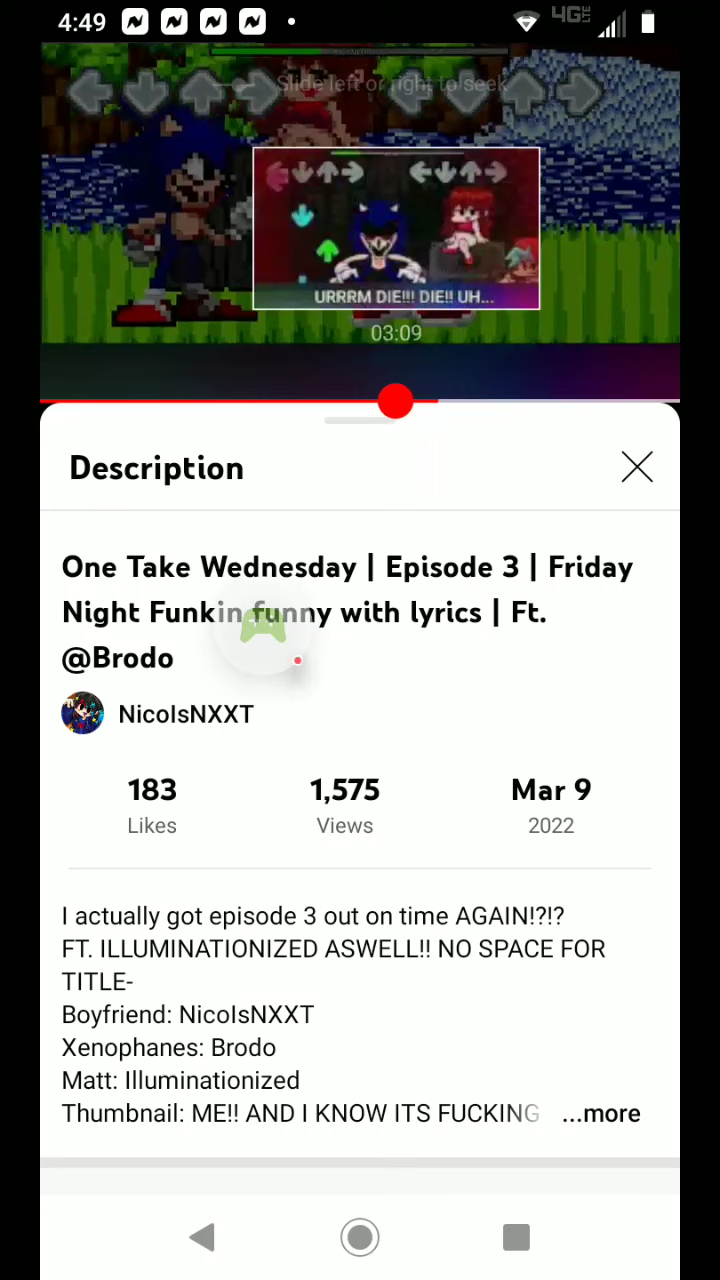 4:49
4G LTE
Slide left or right to seek
URRRM DIE!!! DIE!! UH...
03:09
Description
One Take Wednesday | Episode 3 | Friday
Night Funkin funny with lyrics | Ft.
@Brodo
NicolsNXXT
183
1,575
Mar 9
Likes
Views
2022
I actually got episode 3 out on time AGAIN!?!?
FT. ILLUMINATIONIZED ASWELL!! NO SPACE FOR
TITLE-
Boyfriend: NicolsNXXT
Xenophanes: Brodo
Matt: Illuminationized
Thumbnail: ME!! AND I KNOW ITS FUCKING ...more